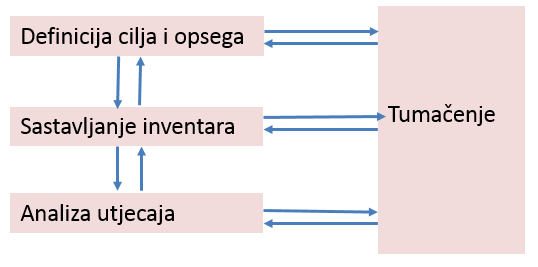 Definicija cilja i opsega
Sastavljanje inventara
Tumačenje
Analiza utjecaja